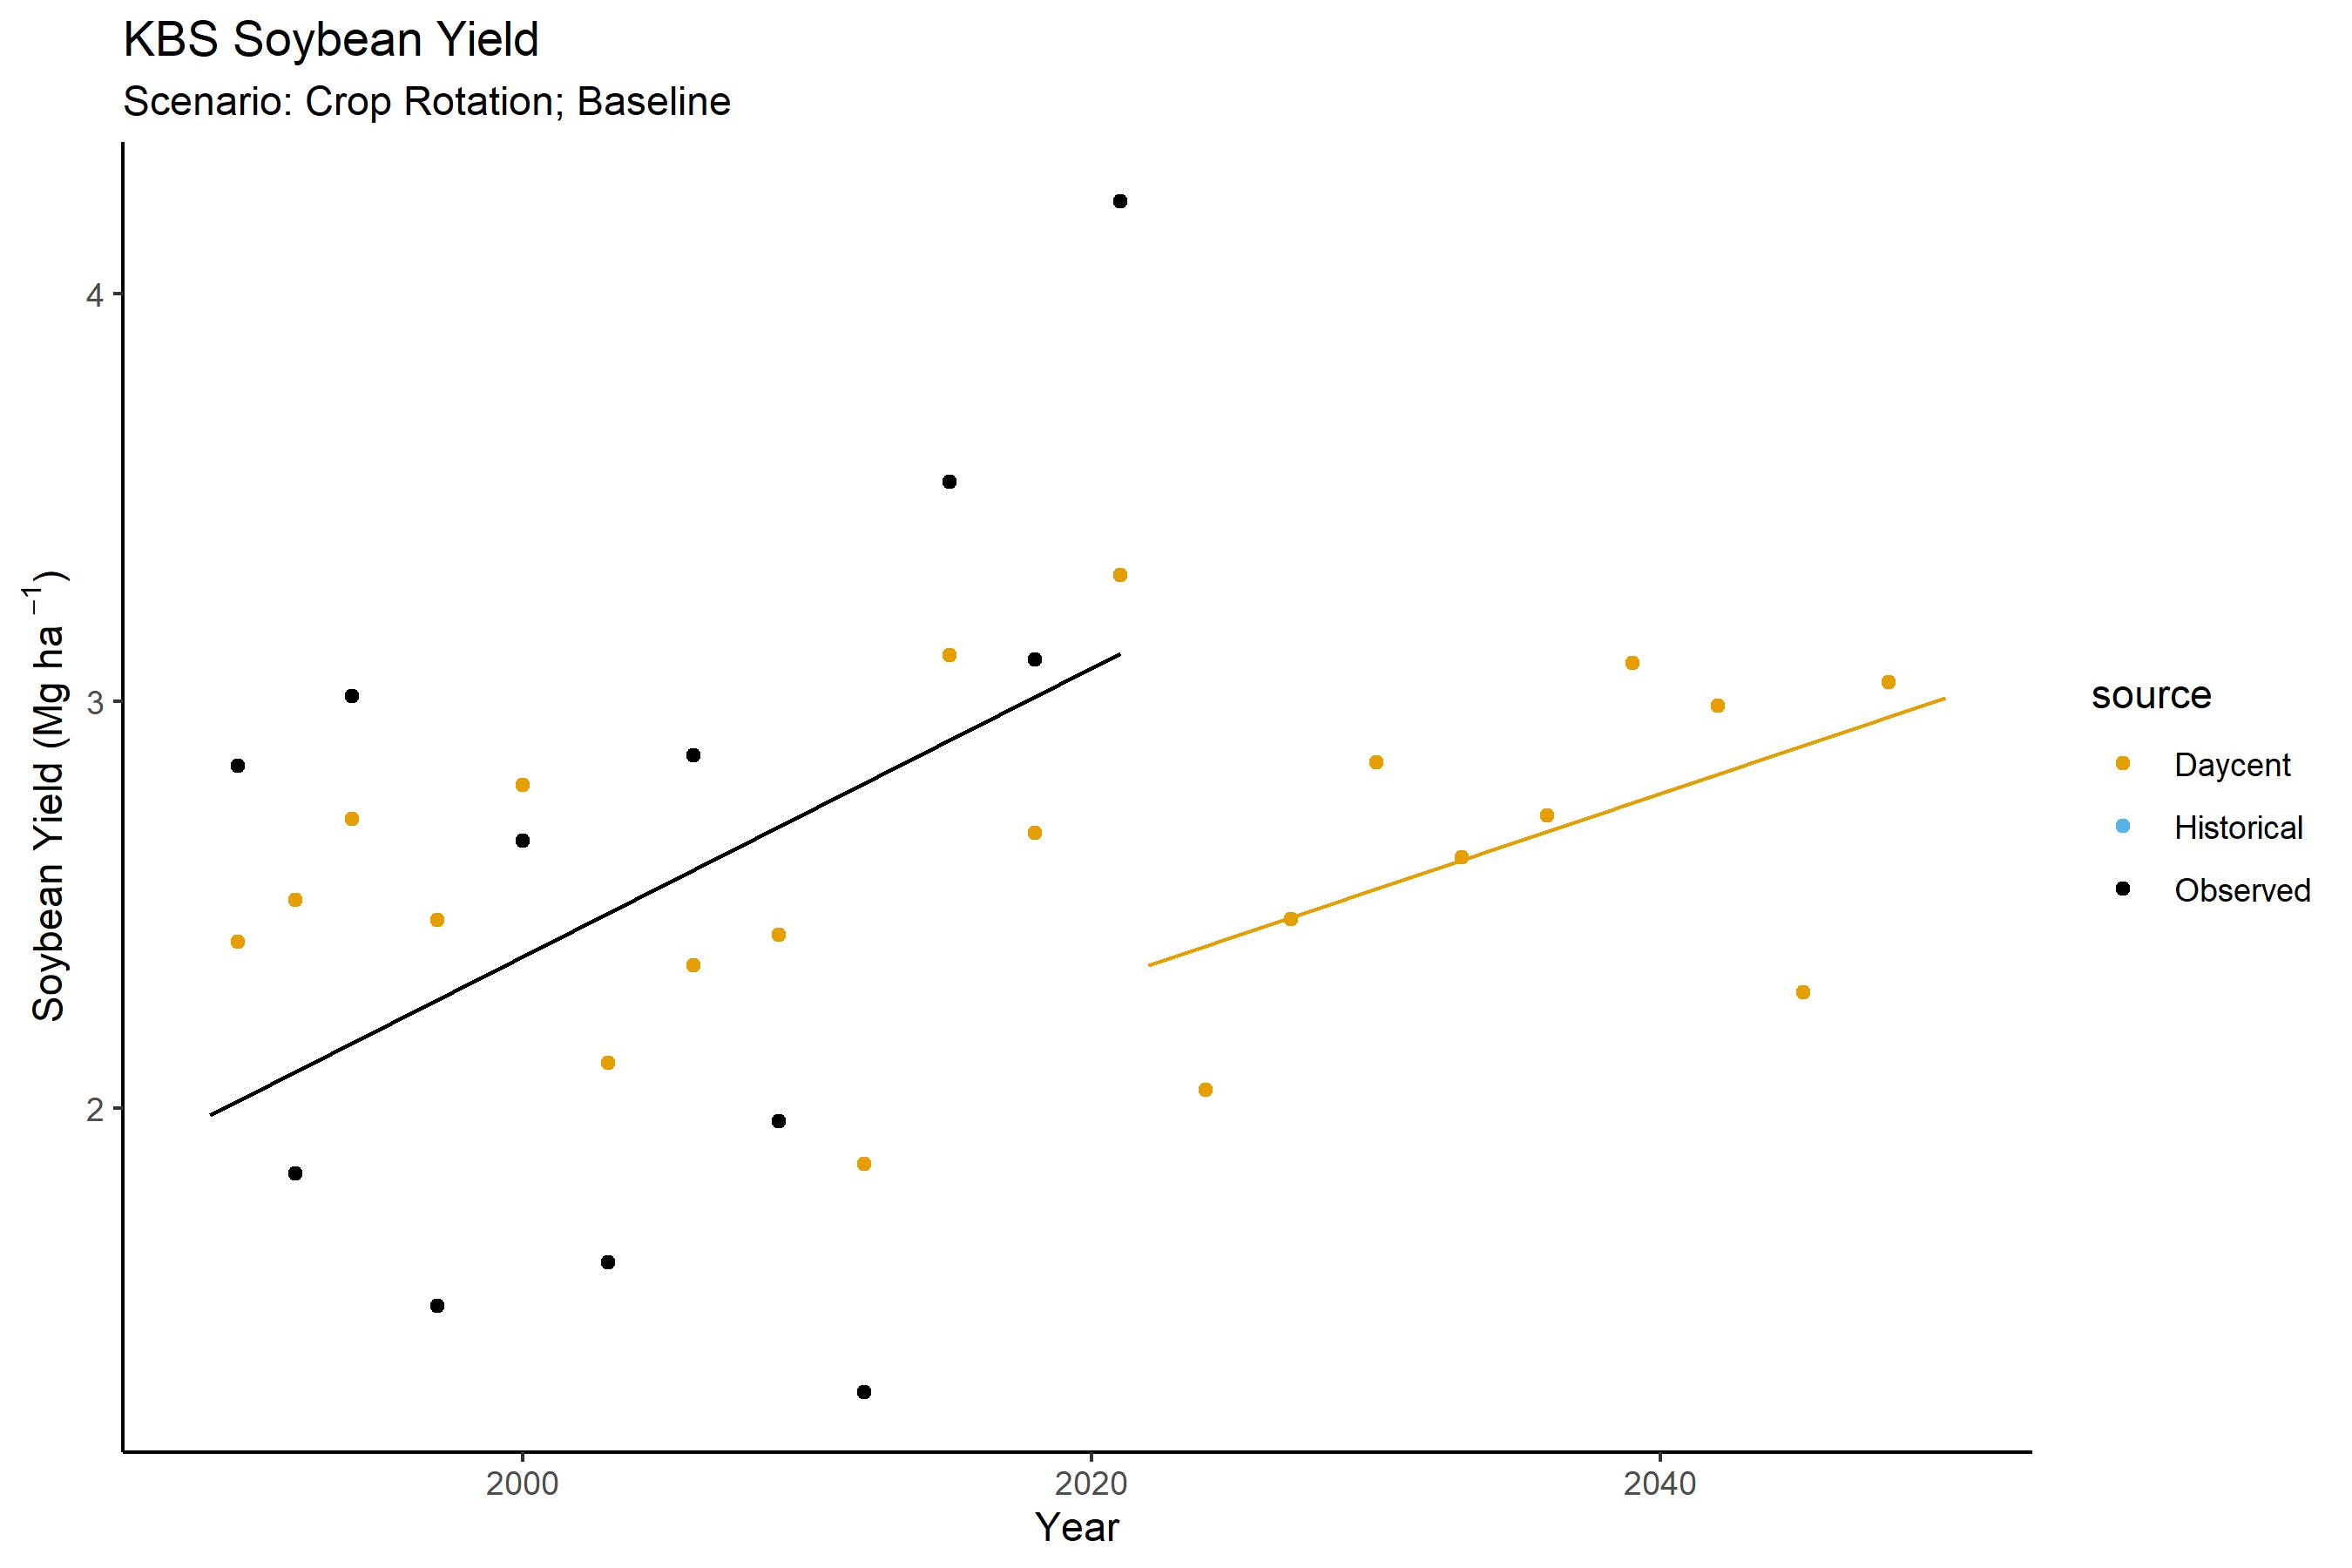 KBS Soybean Yield
Scenario: Crop Rotation; Baseline
Soybean Yield (Mg ha ⁻¹)
4
3
2
2000
2020
2040
Year
source
Daycent
Historical
Observed